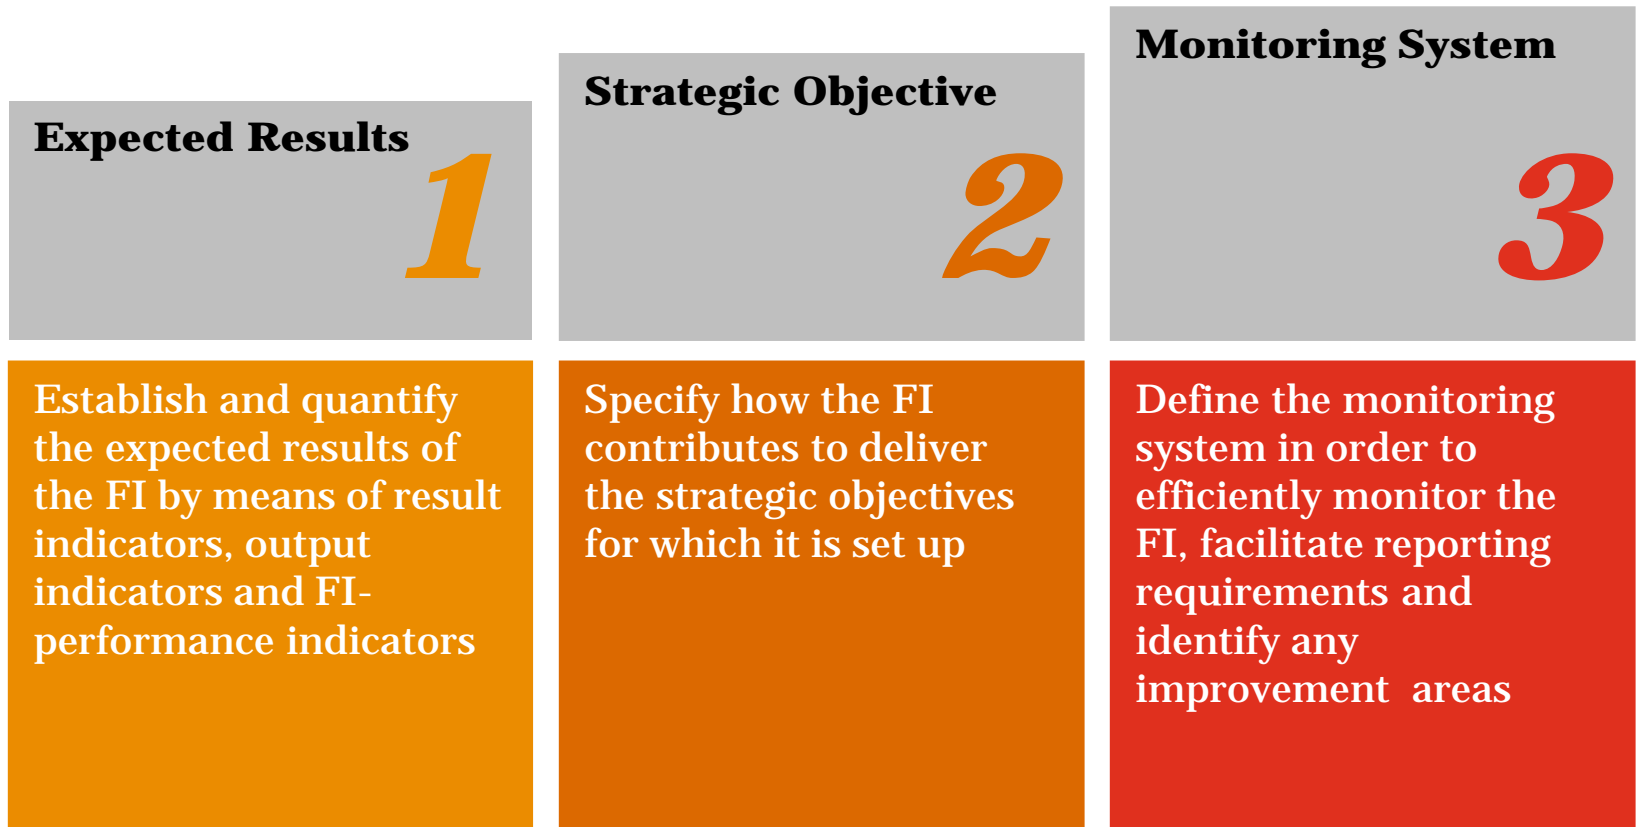 Expected Results
1
Establish and quantify
the expected results of
the FI by means of result
indicators, output
indicators and FI-
performance indicators
Strategic Objective
2
Specify how the FI
contributes to deliver
the strategic objectives
for which it is set up
Monitoring System
3
Define the monitoring
system in order to
efficiently monitor the
FI, facilitate reporting
requirements and
identify any
improvement  areas